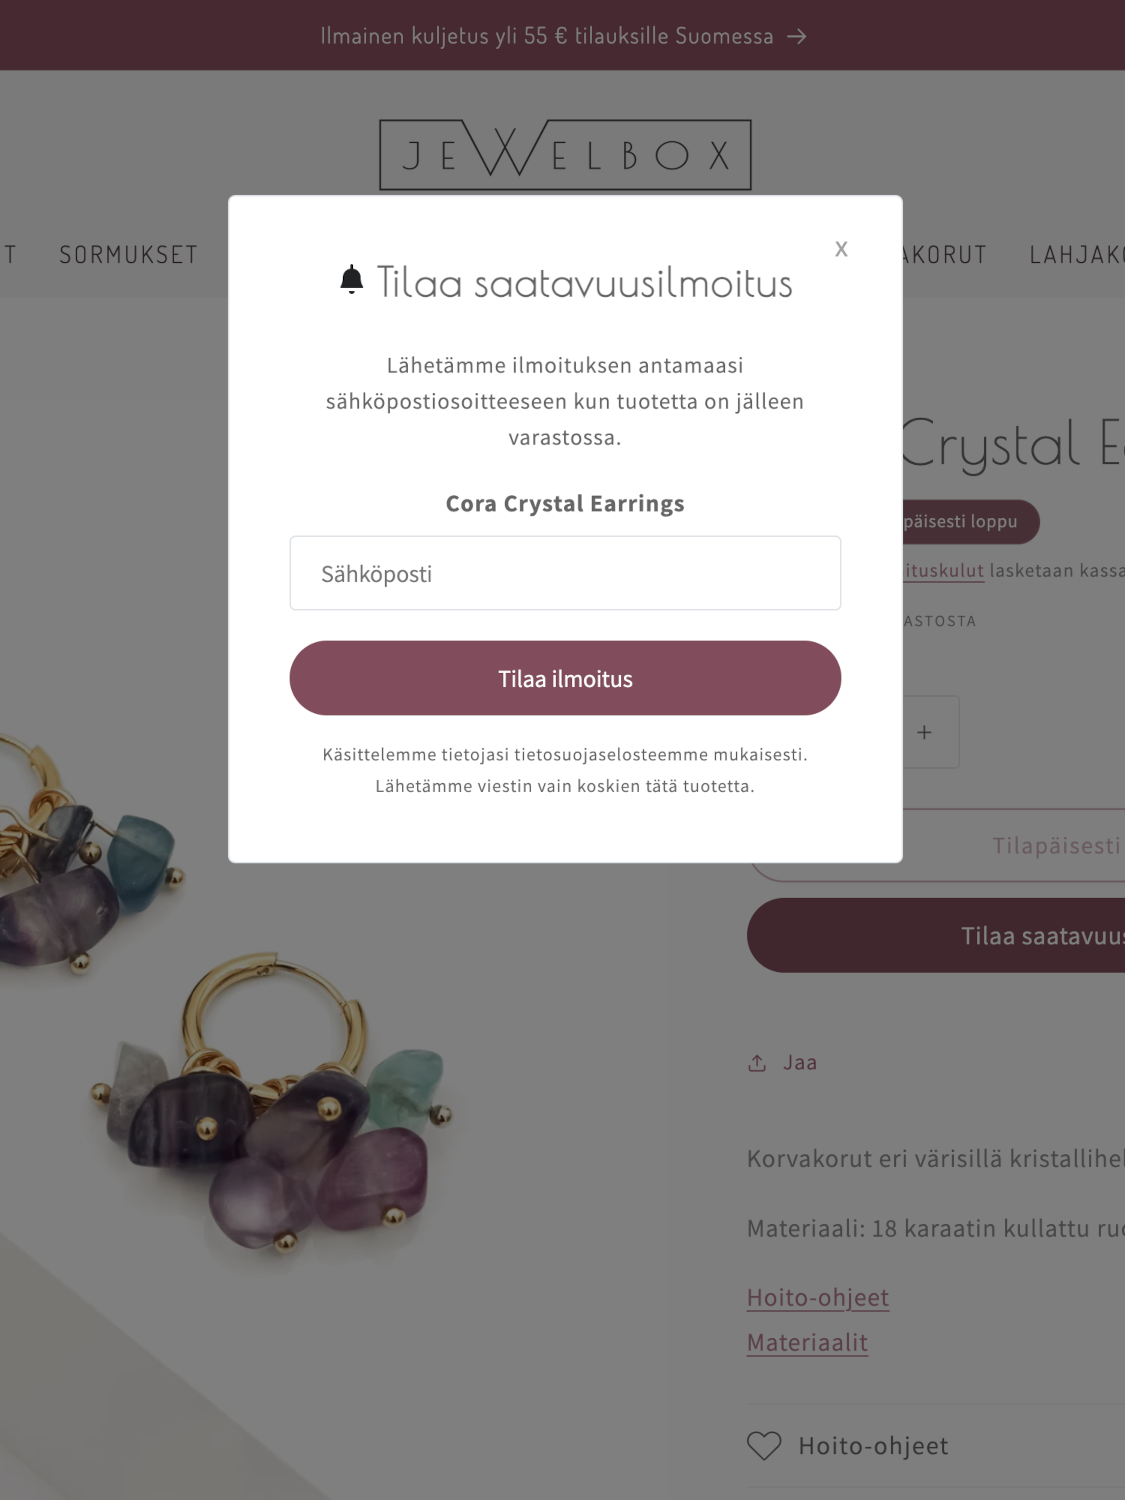 Ilmainen kuljetus yli 55 € tilauksille Suomessa →
JEWELBOX
T SORMUKSET AKORUT LAHJAKO
X
Tilaa saatavuusilmoitus
Lähetämme ilmoituksen antamaasi
sähköpostiosoitteeseen kun tuotetta on jälleen
varastossa.
Cora Crystal Earrings
Sähköposti
Tilaa ilmoitus
Käsittelemme tietojasi tietosuojaselosteemme mukaisesti.
Lähetämme viestin vain koskien tätä tuotetta.
Crystal E
päisesti loppu
ituskulut lasketaan kassa
ASTOSTA
+
Tilapäisesti
Tilaa saatavuus
Jaa
Korvakorut eri värisillä kristallihel
Materiaali: 18 karaatin kullattu ruo
Hoito-ohjeet
Materiaalit
Hoito-ohjeet